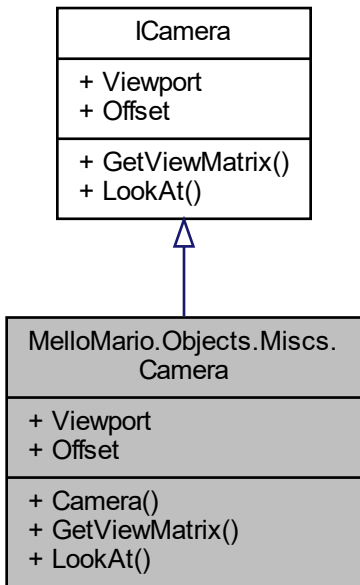 ICamera
+ Viewport
+ Offset
+ GetViewMatrix()
+ LookAt()
MelloMario.Objects.Miscs.
Camera
+ Viewport
+ Offset
+ Camera()
+ GetViewMatrix()
+ LookAt()